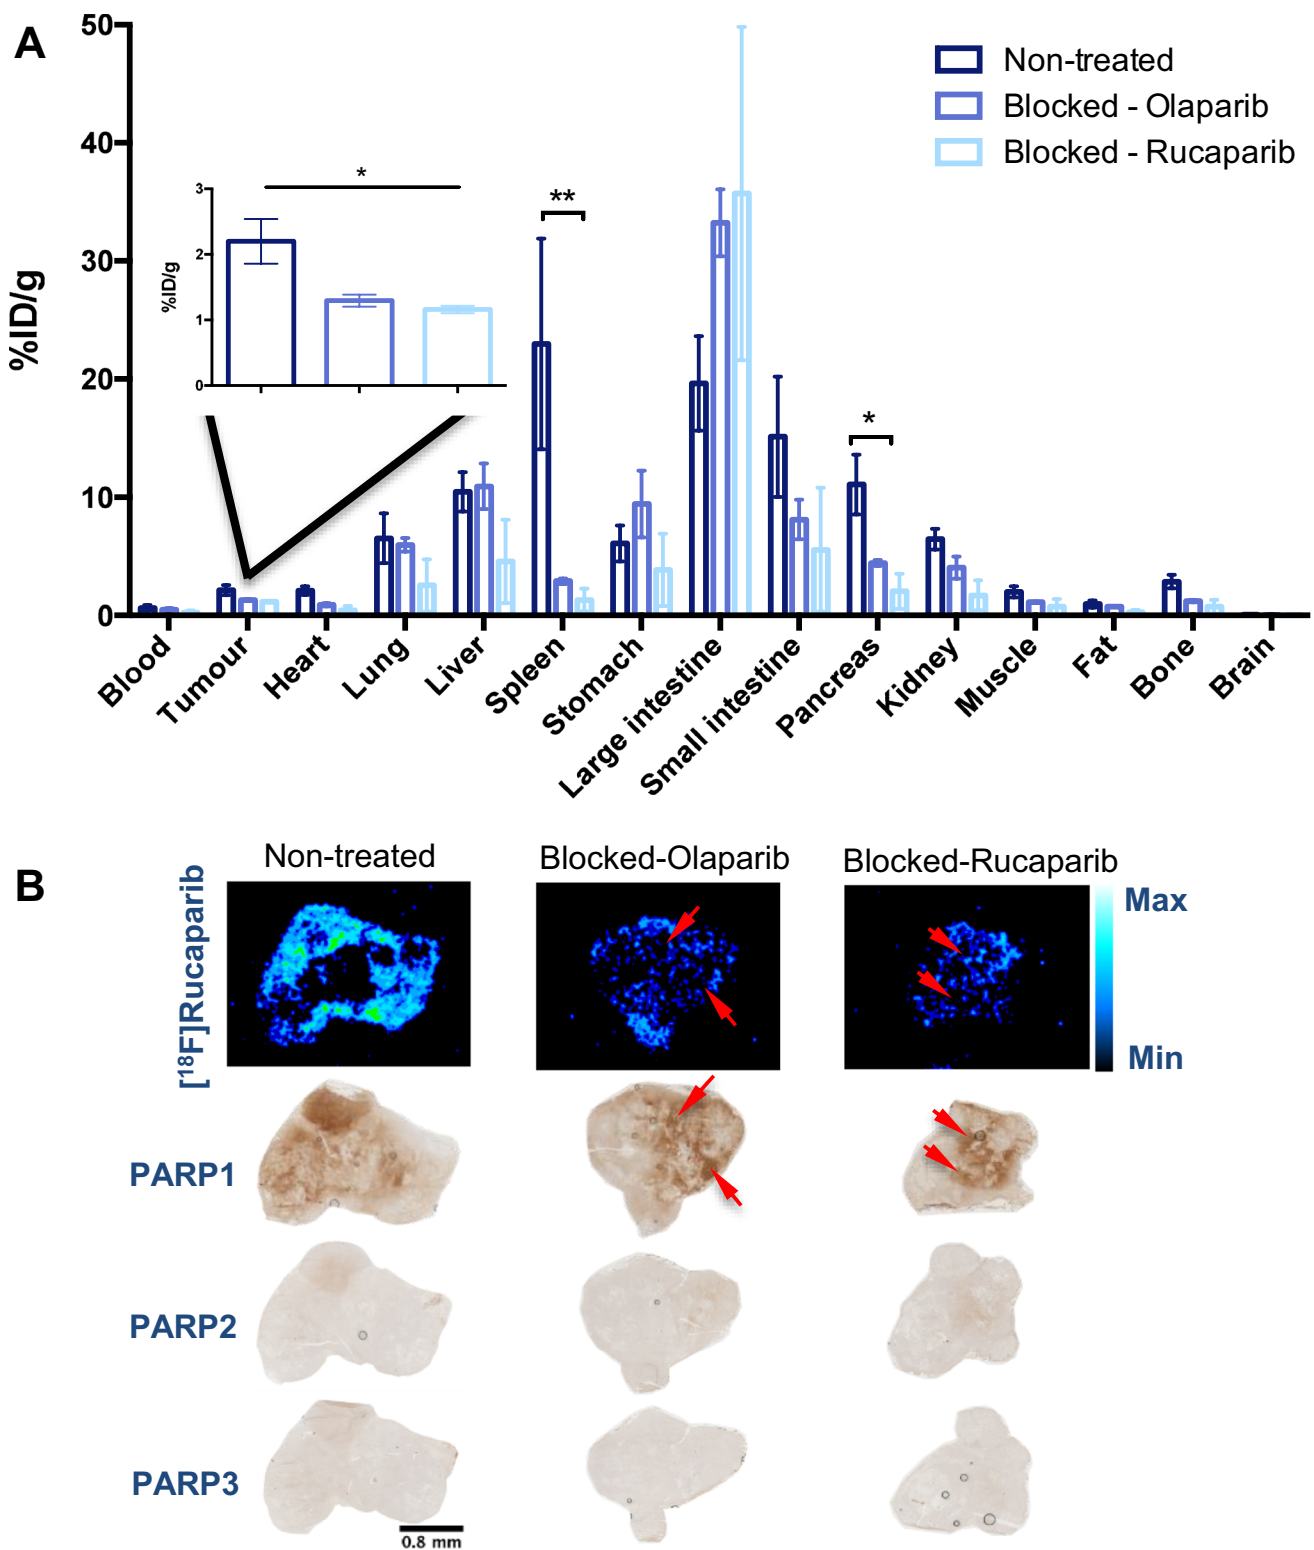 A
50
40
30
20
10
0
%ID/g
Non-treated
Blocked - Olaparib
Blocked - Rucaparib
*
3
2
1
0
%ID/g
**
*
Blood
Tumour
Heart
Lung
Liver
Spleen
Stomach
Large intestine
Small intestine
Pancreas
Kidney
Muscle
Fat
Bone
Brain
B
Non-treated
Blocked-Olaparib
Blocked-Rucaparib
[¹⁸F]Rucaparib
Max
Min
PARP1
PARP2
PARP3
0.8 mm